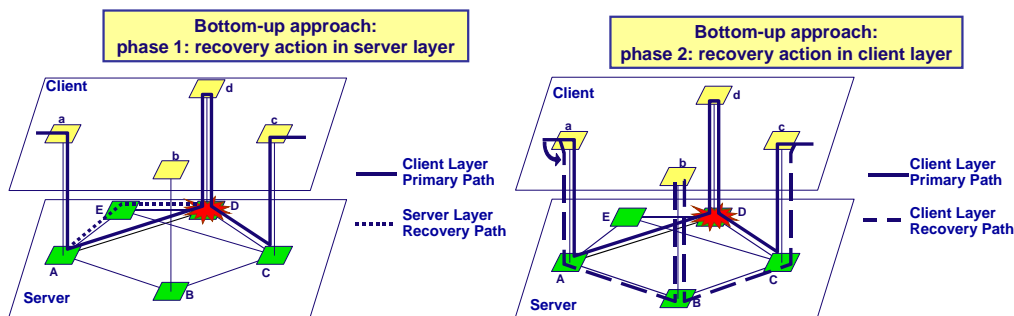 Bottom-up approach:
phase 1: recovery action in server layer
Client
d
a
c
b
E
D
A
C
B
Server
Client Layer
Primary Path
Server Layer
Recovery Path
Bottom-up approach:
phase 2: recovery action in client layer
Client
d
a
c
b
E
D
A
C
B
Server
Client Layer
Primary Path
Client Layer
Recovery Path